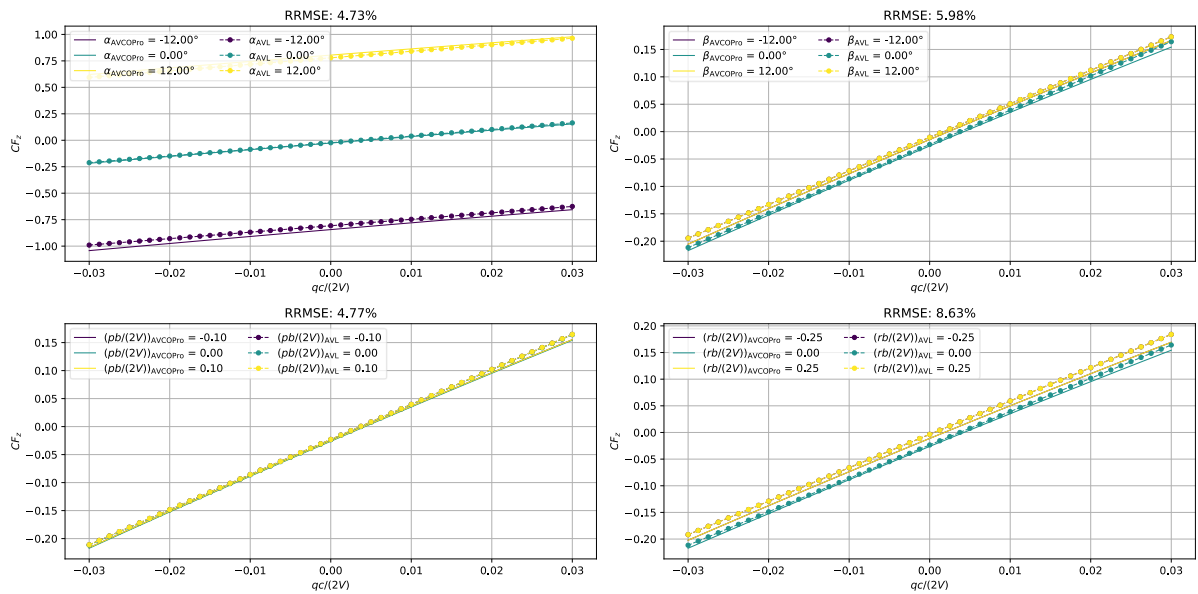 RRMSE: 4.73%
α_AVCOPro = -12.00° α_AVL = -12.00°
α_AVCOPro = 0.00° α_AVL = 0.00°
α_AVCOPro = 12.00° α_AVL = 12.00°
CF_z
1.00
0.75
0.50
0.25
0.00
−0.25
−0.50
−0.75
−1.00
−0.03 −0.02 −0.01 0.00 0.01 0.02 0.03
qc/(2V)
RRMSE: 5.98%
β_AVCOPro = -12.00° β_AVL = -12.00°
β_AVCOPro = 0.00° β_AVL = 0.00°
β_AVCOPro = 12.00° β_AVL = 12.00°
CF_z
0.15
0.10
0.05
0.00
−0.05
−0.10
−0.15
−0.20
−0.03 −0.02 −0.01 0.00 0.01 0.02 0.03
qc/(2V)
RRMSE: 4.77%
(pb/(2V))_AVCOPro = -0.10 (pb/(2V))_AVL = -0.10
(pb/(2V))_AVCOPro = 0.00 (pb/(2V))_AVL = 0.00
(pb/(2V))_AVCOPro = 0.10 (pb/(2V))_AVL = 0.10
CF_z
0.15
0.10
0.05
0.00
−0.05
−0.10
−0.15
−0.20
−0.03 −0.02 −0.01 0.00 0.01 0.02 0.03
qc/(2V)
RRMSE: 8.63%
(rb/(2V))_AVCOPro = -0.25 (rb/(2V))_AVL = -0.25
(rb/(2V))_AVCOPro = 0.00 (rb/(2V))_AVL = 0.00
(rb/(2V))_AVCOPro = 0.25 (rb/(2V))_AVL = 0.25
CF_z
0.20
0.15
0.10
0.05
0.00
−0.05
−0.10
−0.15
−0.20
−0.03 −0.02 −0.01 0.00 0.01 0.02 0.03
qc/(2V)